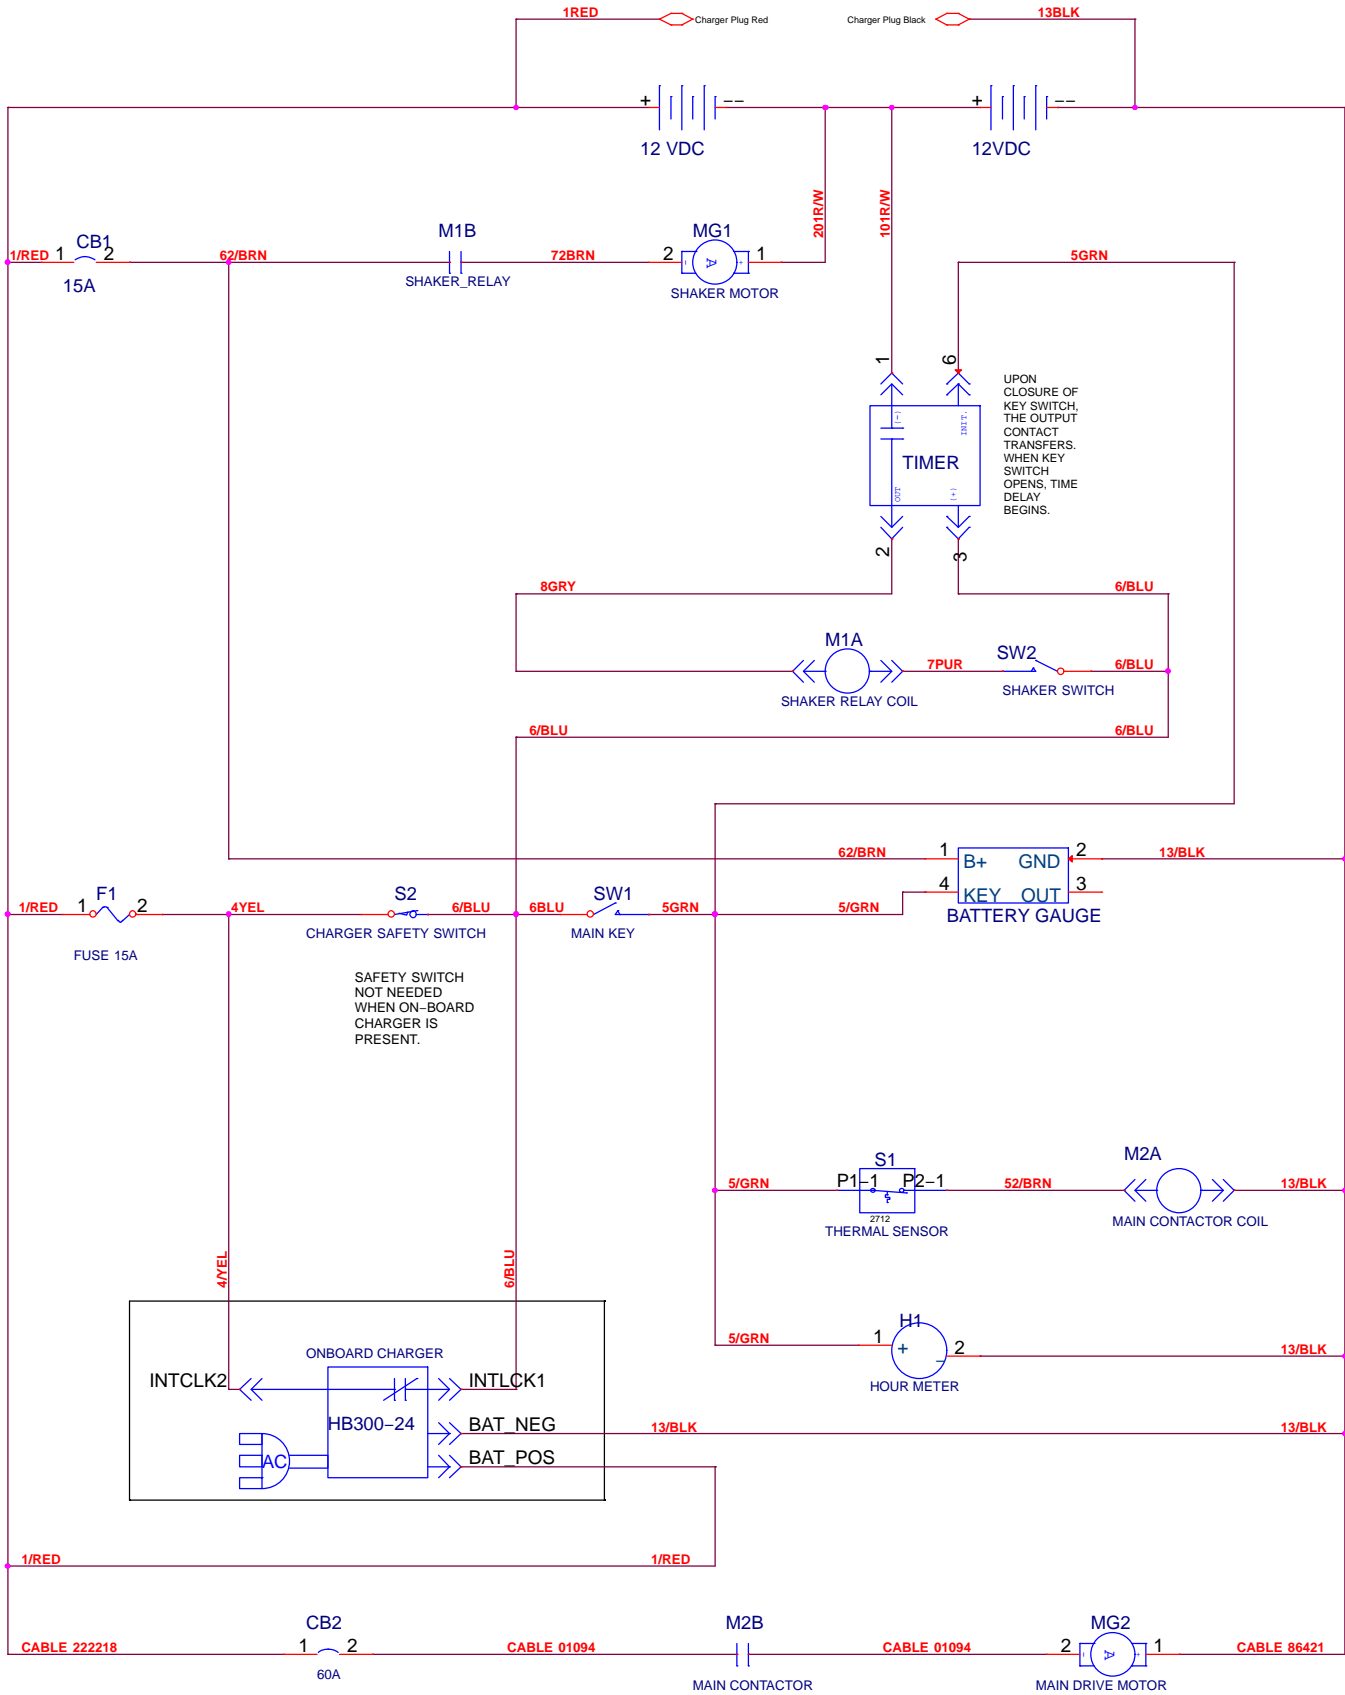 1RED
Charger Plug Red
Charger Plug Black
13BLK
+ --
+ --
12 VDC
12VDC
201R/W
101R/W
CB1
M1B
MG1
1/RED 1 2
62/BRN
72BRN
2 - A + 1
5GRN
15A
SHAKER_RELAY
SHAKER MOTOR
1
6
UPON
CLOSURE OF
KEY SWITCH,
THE OUTPUT
CONTACT
TRANSFERS.
WHEN KEY
SWITCH
OPENS, TIME
DELAY
BEGINS.
(-)
INIT.
TIMER
OUT
(+)
2
3
8GRY
6/BLU
M1A
SW2
7PUR
6/BLU
SHAKER RELAY COIL
SHAKER SWITCH
6/BLU
6/BLU
62/BRN
1 B+ GND 2
13/BLK
4 KEY OUT 3
BATTERY GAUGE
F1
S2
SW1
1/RED 1 2
4YEL
6/BLU
6BLU
5GRN
5/GRN
FUSE 15A
CHARGER SAFETY SWITCH
MAIN KEY
SAFETY SWITCH
NOT NEEDED
WHEN ON-BOARD
CHARGER IS
PRESENT.
S1
M2A
5/GRN
P1-1 P2-1
52/BRN
13/BLK
2712
THERMAL SENSOR
MAIN CONTACTOR COIL
4/YEL
6/BLU
H1
5/GRN
1 + - 2
13/BLK
HOUR METER
ONBOARD CHARGER
INTCLK2
INTLCK1
HB300-24
BAT_NEG
13/BLK
13/BLK
AC
BAT_POS
1/RED
1/RED
CB2
M2B
MG2
CABLE 222218
1 2
CABLE 01094
CABLE 01094
2 - A + 1
CABLE 86421
60A
MAIN CONTACTOR
MAIN DRIVE MOTOR